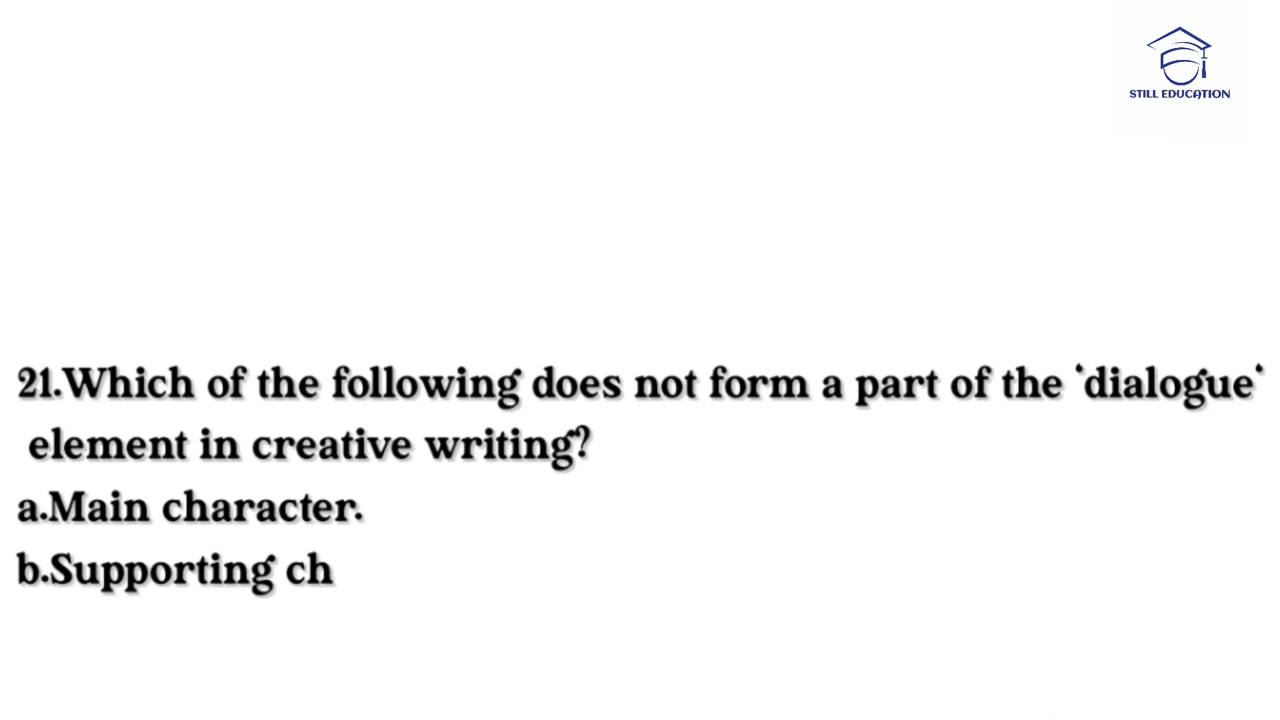 STILL EDUCATION
21.Which of the following does not form a part of the ‘dialogue‘
element in creative writing?
a.Main character.
b.Supporting ch